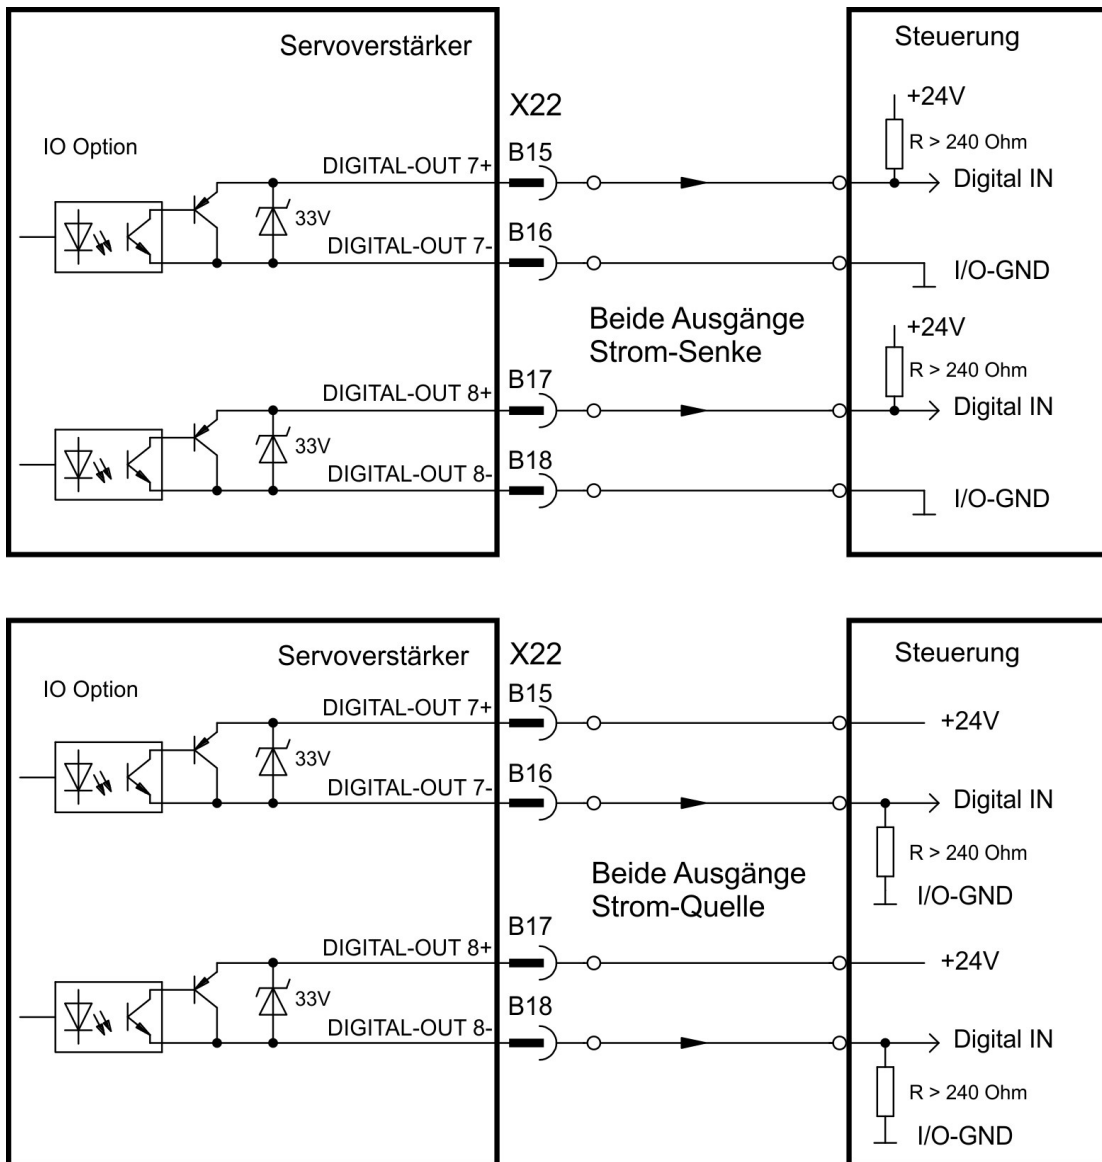 Servoverstärker
Steuerung
X22
+24V
IO Option
R > 240 Ohm
B15
DIGITAL-OUT 7+
Digital IN
33V
B16
DIGITAL-OUT 7-
I/O-GND
Beide Ausgänge
Strom-Senke
+24V
R > 240 Ohm
B17
DIGITAL-OUT 8+
Digital IN
33V
B18
DIGITAL-OUT 8-
I/O-GND
Servoverstärker
X22
Steuerung
IO Option
B15
DIGITAL-OUT 7+
+24V
33V
B16
DIGITAL-OUT 7-
Digital IN
R > 240 Ohm
Beide Ausgänge
Strom-Quelle
I/O-GND
B17
DIGITAL-OUT 8+
+24V
33V
B18
DIGITAL-OUT 8-
Digital IN
R > 240 Ohm
I/O-GND